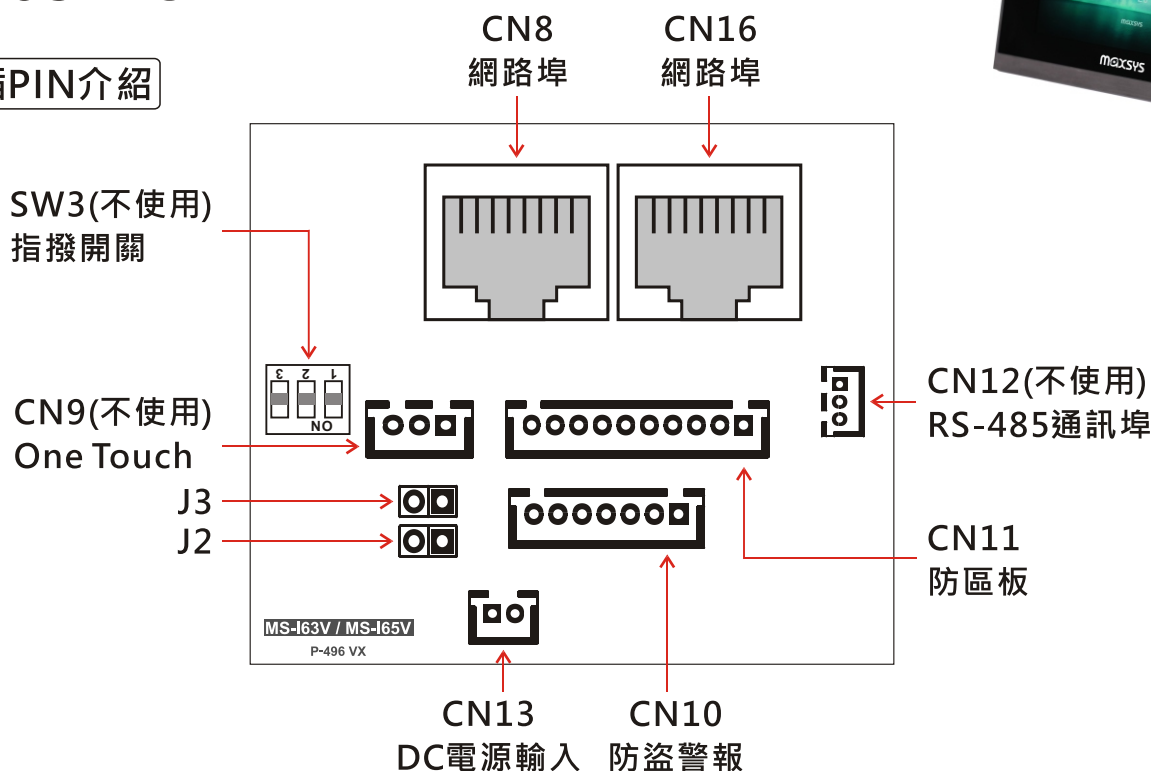 CN8
網路埠
CN16
網路埠
MOXSYS
PIN介紹
SW3(不使用)
指撥開關
3 2 1
ON
CN9(不使用)
One Touch
J3
J2
CN12(不使用)
RS-485通訊埠
CN11
防區板
MS-I63V / MS-I65V
P-496 VX
CN13
DC電源輸入
CN10
防盜警報